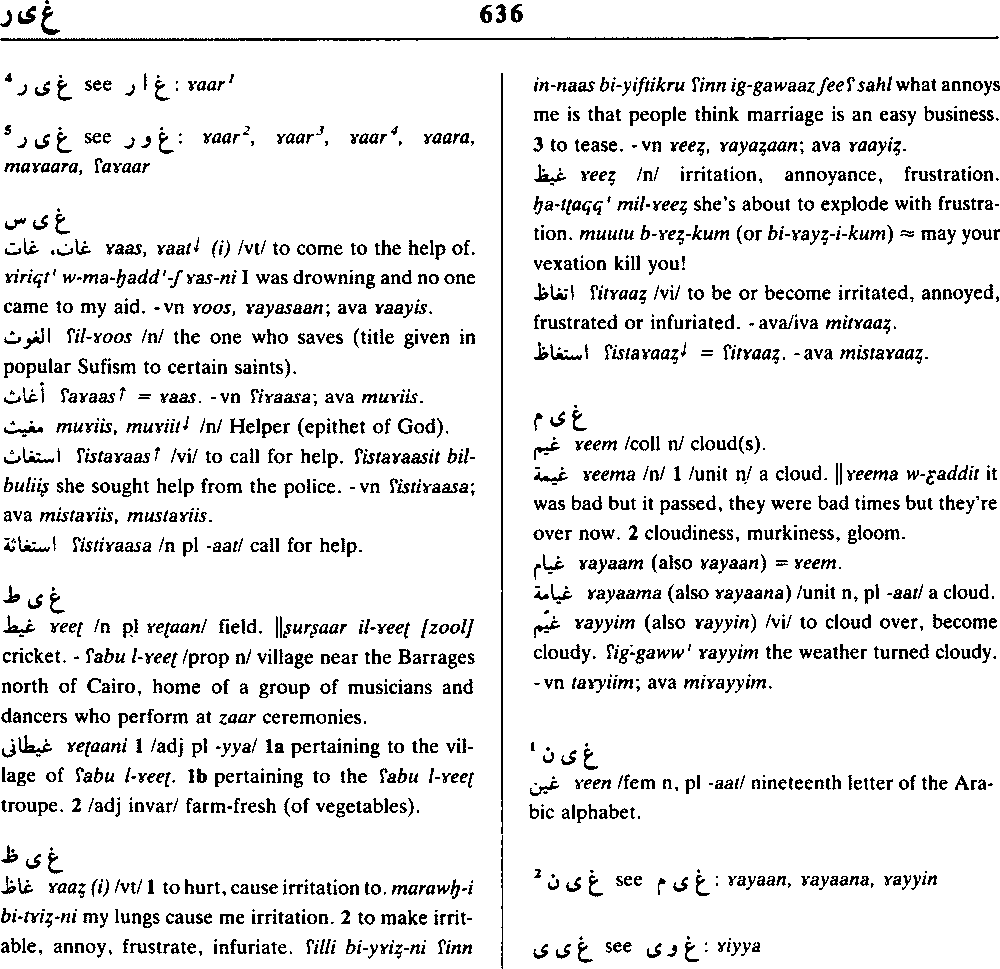 غ ى ر
636
⁴غ ى ر see غ ا ر : ɣaar¹
⁵غ ى ر see غ و ر : ɣaar², ɣaar³, ɣaar⁴, ɣaara,
maɣaara, ʕaɣaar
غ ى س
غاث، غات ɣaas, ɣaat↓ (i) /vt/ to come to the help of.
ɣiriqt' w-ma-ḥadd'-ʃ ɣas-ni I was drowning and no one
came to my aid. -vn ɣoos, ɣayasaan; ava ɣaayis.
الغوث ʕil-ɣoos /n/ the one who saves (title given in
popular Sufism to certain saints).
أغاث ʕaɣaas↑ = ɣaas. -vn ʕiɣaasa; ava muɣiis.
مغيث muɣiis, muɣiit↓ /n/ Helper (epithet of God).
استغاث ʕistaɣaas↑ /vi/ to call for help. ʕistaɣaasit bil-
buliiṣ she sought help from the police. -vn ʕistiɣaasa;
ava mistaɣiis, mustaɣiis.
استغاثة ʕistiɣaasa /n pl -aat/ call for help.
غ ى ط
غيط ɣeeṭ /n pl ɣeṭaan/ field. ||ṣurṣaar il-ɣeeṭ [zool]
cricket. - ʕabu l-ɣeeṭ /prop n/ village near the Barrages
north of Cairo, home of a group of musicians and
dancers who perform at zaar ceremonies.
غيطانى ɣeṭaani 1 /adj pl -yya/ 1a pertaining to the vil-
lage of ʕabu l-ɣeeṭ. 1b pertaining to the ʕabu l-ɣeeṭ
troupe. 2 /adj invar/ farm-fresh (of vegetables).
غ ى ظ
غاظ ɣaaẓ (i) /vt/ 1 to hurt, cause irritation to. marawḥ-i
bi-tɣiẓ-ni my lungs cause me irritation. 2 to make irrit-
able, annoy, frustrate, infuriate. ʕilli bi-yɣiẓ-ni ʕinn
in-naas bi-yiftikru ʕinn ig-gawaaz feeʕ sahl what annoys
me is that people think marriage is an easy business.
3 to tease. -vn ɣeeẓ, ɣayaẓaan; ava ɣaayiẓ.
غيظ ɣeeẓ /n/ irritation, annoyance, frustration.
ḥa-tṭaqq' mil-ɣeeẓ she's about to explode with frustra-
tion. muutu b-ɣeẓ-kum (or bi-ɣayẓ-i-kum) ≈ may your
vexation kill you!
اتغاظ ʕitɣaaẓ /vi/ to be or become irritated, annoyed,
frustrated or infuriated. -ava/iva mitɣaaẓ.
استغاظ ʕistaɣaaẓ↓ = ʕitɣaaẓ. -ava mistaɣaaẓ.
غ ى م
غيم ɣeem /coll n/ cloud(s).
غيمة ɣeema /n/ 1 /unit n/ a cloud. ||ɣeema w-ƹaddit it
was bad but it passed, they were bad times but they're
over now. 2 cloudiness, murkiness, gloom.
غيام ɣayaam (also ɣayaan) = ɣeem.
غيامة ɣayaama (also ɣayaana) /unit n, pl -aat/ a cloud.
غيّم ɣayyim (also ɣayyin) /vi/ to cloud over, become
cloudy. ʕig-gaww' ɣayyim the weather turned cloudy.
-vn taɣyiim; ava miɣayyim.
¹غ ى ن
غين ɣeen /fem n, pl -aat/ nineteenth letter of the Ara-
bic alphabet.
²غ ى ن see غ ى م : ɣayaan, ɣayaana, ɣayyin
غ ى ى see غ و ى : ɣiyya